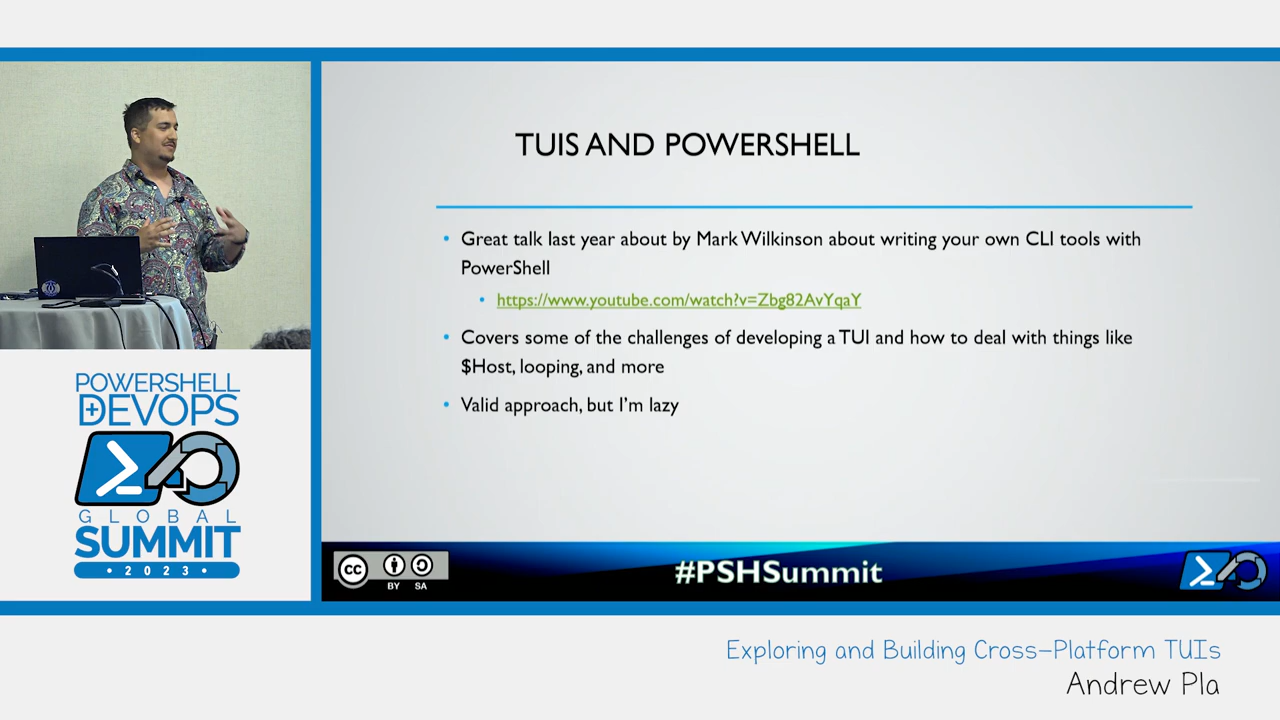 TUIS AND POWERSHELL
• Great talk last year about by Mark Wilkinson about writing your own CLI tools with
PowerShell
• https://www.youtube.com/watch?v=Zbg82AvYqaY
• Covers some of the challenges of developing a TUI and how to deal with things like
$Host, looping, and more
• Valid approach, but I'm lazy
POWERSHELL
+DEVOPS
GLOBAL
SUMMIT
• 2023 •
cc
BY SA
#PSHSummit
Exploring and Building Cross-Platform TUIs
Andrew Pla